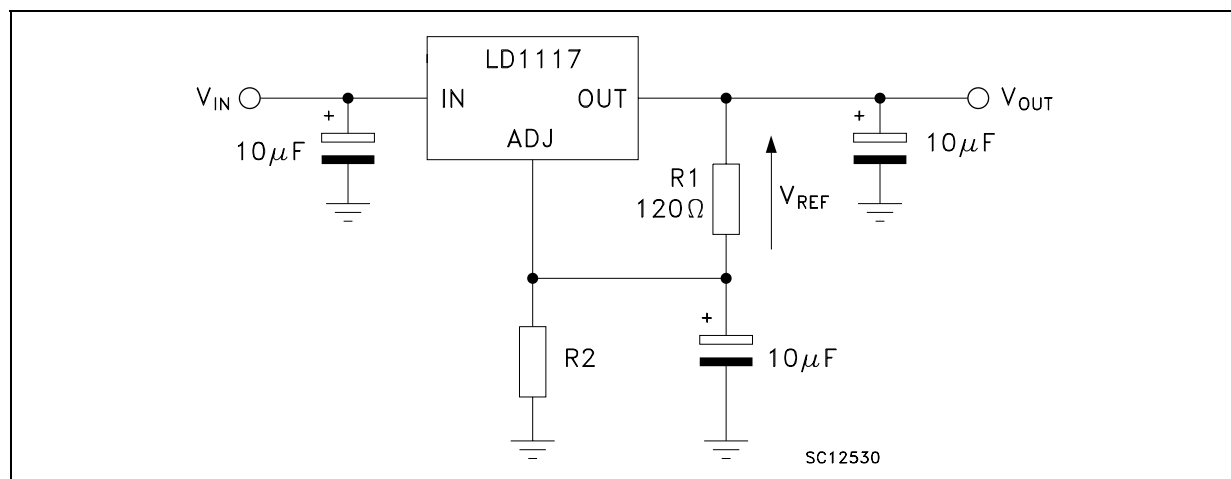 LD1117
V_IN
IN
OUT
V_OUT
ADJ
+
10μF
+
10μF
R1
120Ω
V_REF
+
R2
10μF
SC12530